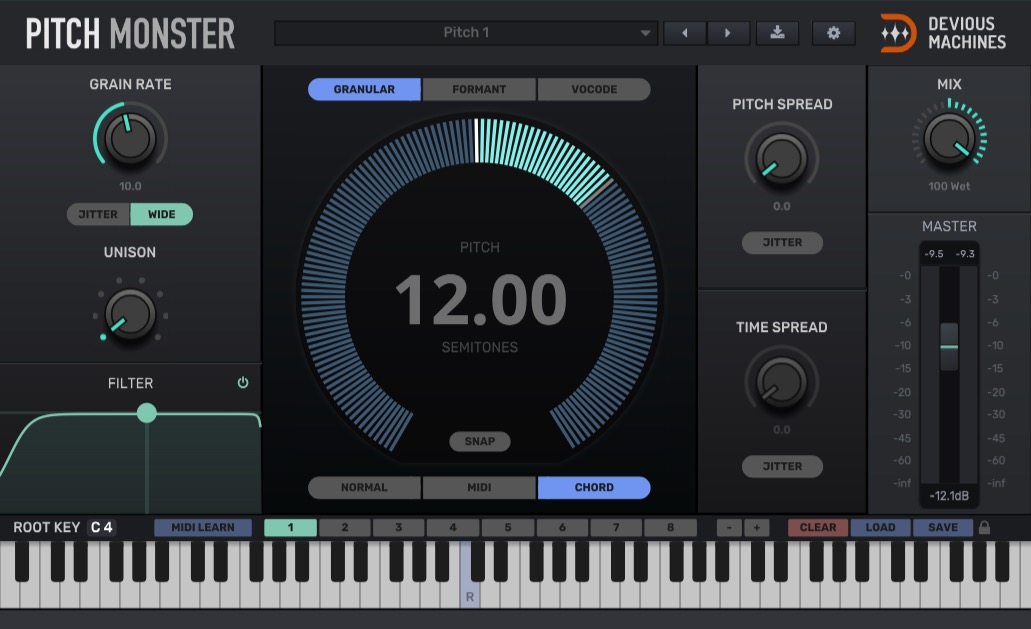 PITCH MONSTER
Pitch 1
DEVIOUS
MACHINES
GRAIN RATE
10.0
JITTER WIDE
UNISON
FILTER
GRANULAR FORMANT VOCODE
PITCH
12.00
SEMITONES
SNAP
NORMAL MIDI CHORD
PITCH SPREAD
0.0
JITTER
TIME SPREAD
0.0
JITTER
MIX
100 Wet
MASTER
-9.5 -9.3
-0 -0
-3 -3
-6 -6
-10 -10
-15 -15
-20 -20
-30 -30
-45 -45
-60 -60
-inf -inf
-12.1dB
ROOT KEY C 4 MIDI LEARN 1 2 3 4 5 6 7 8 - + CLEAR LOAD SAVE
R